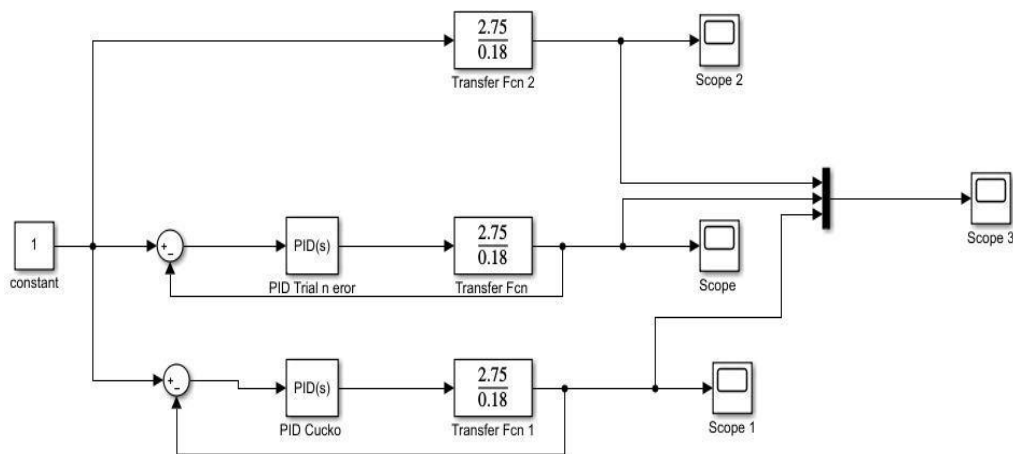 2.75
0.18
Transfer Fcn 2
Scope 2
1
constant
+
−
PID(s)
PID Trial n eror
2.75
0.18
Transfer Fcn
Scope
Scope 3
+
−
PID(s)
PID Cucko
2.75
0.18
Transfer Fcn 1
Scope 1